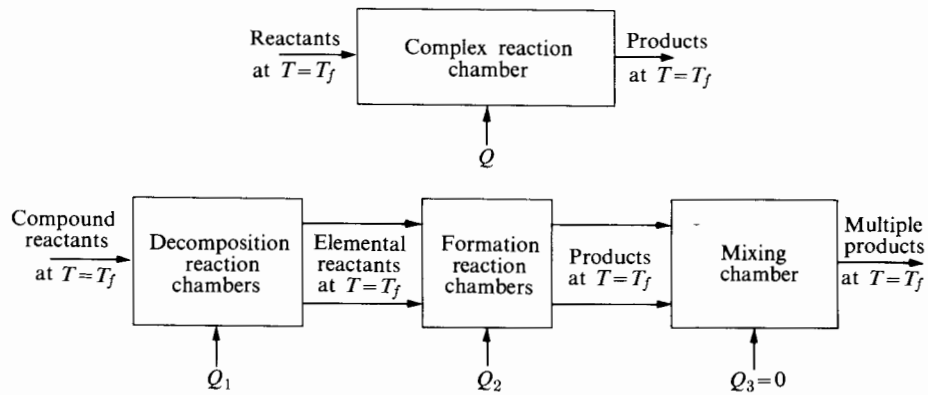 Reactants
at T=T_f
Complex reaction
chamber
Products
at T=T_f
Q
Compound
reactants
at T=T_f
Decomposition
reaction
chambers
Elemental
reactants
at T=T_f
Formation
reaction
chambers
Products
at T=T_f
Mixing
chamber
Multiple
products
at T=T_f
Q_1
Q_2
Q_3=0